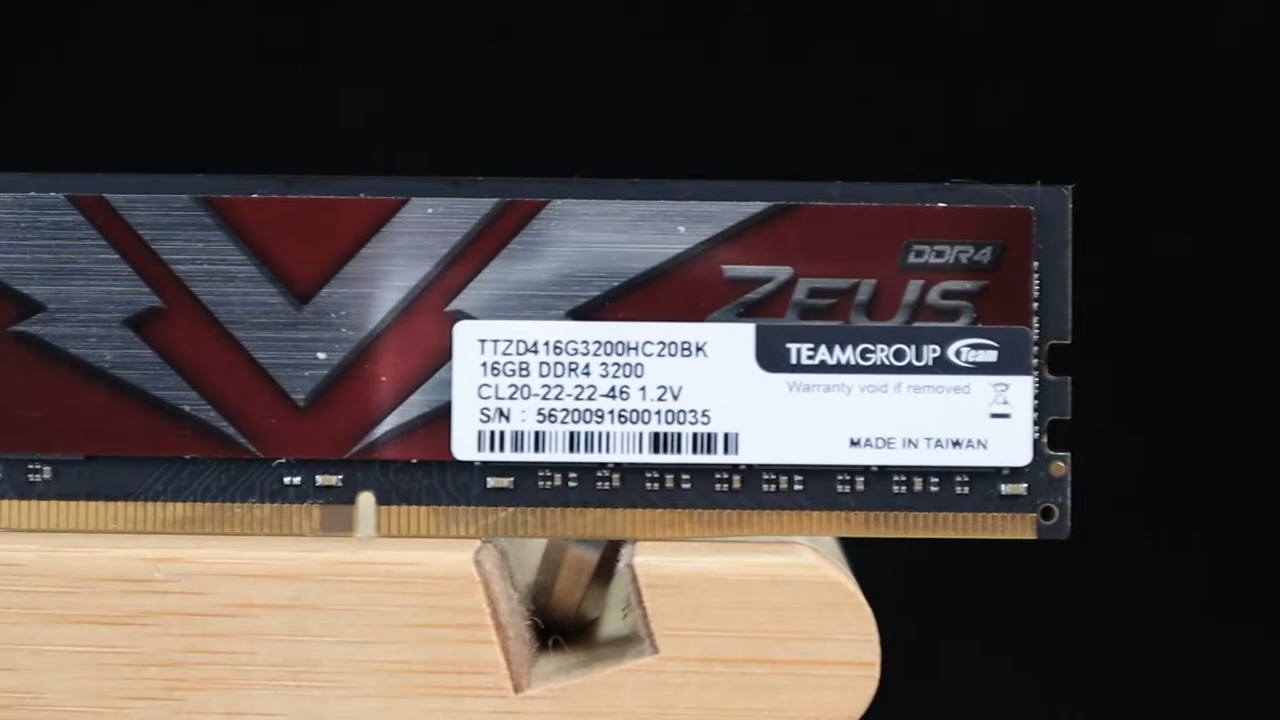 DDR4
ZEUS
TTZD416G3200HC20BK
16GB DDR4 3200
CL20-22-22-46 1.2V
S/N : 562009160010035
TEAMGROUP Team
Warranty void if removed
MADE IN TAIWAN